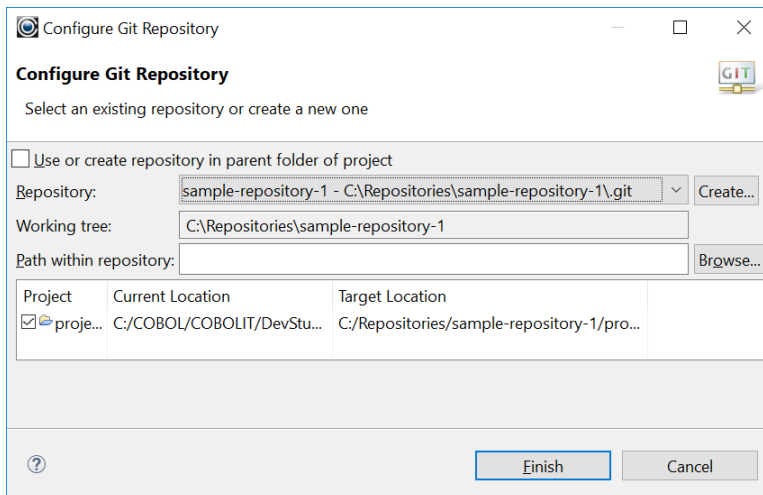 Configure Git Repository
Configure Git Repository
GIT
Select an existing repository or create a new one
Use or create repository in parent folder of project
Repository: sample-repository-1 - C:\Repositories\sample-repository-1\.git Create...
Working tree: C:\Repositories\sample-repository-1
Path within repository: Browse...
Project Current Location Target Location
proje... C:/COBOL/COBOLIT/DevStu... C:/Repositories/sample-repository-1/pro...
? Finish Cancel